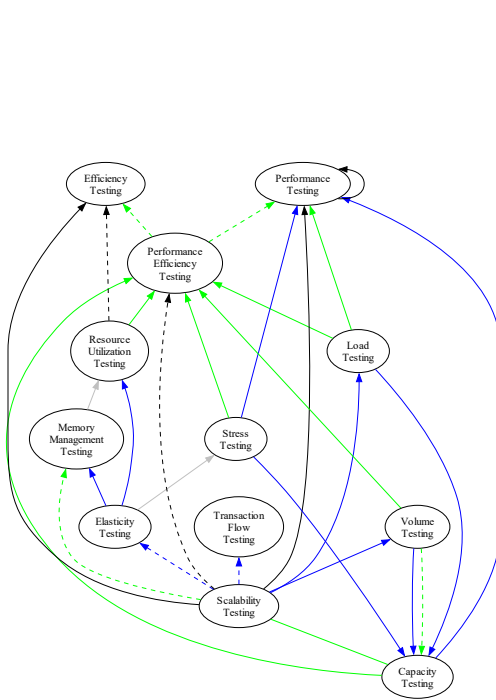 Efficiency
Testing
Performance
Testing
Performance
Efficiency
Testing
Resource
Utilization
Testing
Load
Testing
Memory
Management
Testing
Stress
Testing
Elasticity
Testing
Transaction
Flow
Testing
Volume
Testing
Scalability
Testing
Capacity
Testing